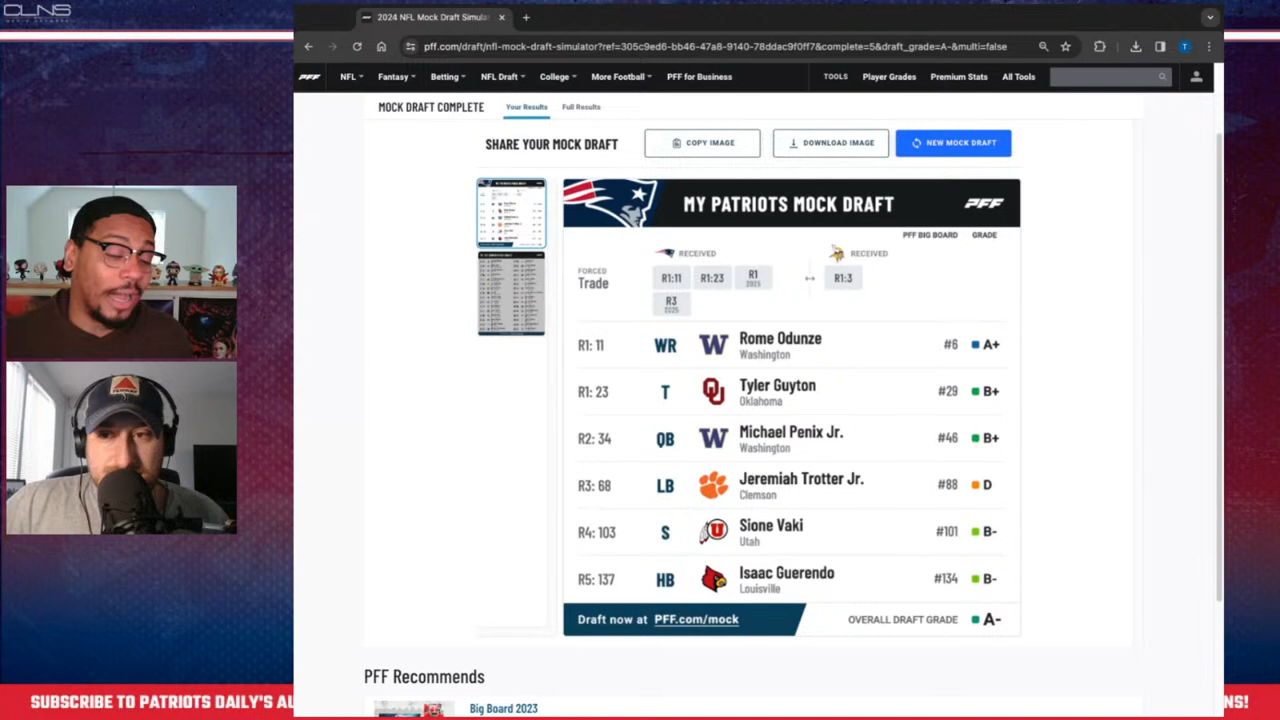 CLNS
MEDIA NETWORK
2024 NFL Mock Draft Simulat
pff.com/draft/nfl-mock-draft-simulator?ref=305c9ed6-bb46-47a8-9140-78ddac9f0ff7&complete=5&draft_grade=A-&multi=false
T
PFF NFL Fantasy Betting NFL Draft College More Football PFF for Business TOOLS Player Grades Premium Stats All Tools
MOCK DRAFT COMPLETE Your Results Full Results
SHARE YOUR MOCK DRAFT COPY IMAGE DOWNLOAD IMAGE NEW MOCK DRAFT
MY PATRIOTS MOCK DRAFT PFF
PFF BIG BOARD GRADE
RECEIVED RECEIVED
FORCED
Trade
R1:11 R1:23 R1 2025 R1:3
R3 2025
R1: 11 WR Rome Odunze #6 A+
Washington
R1: 23 T Tyler Guyton #29 B+
Oklahoma
R2: 34 QB Michael Penix Jr. #46 B+
Washington
R3: 68 LB Jeremiah Trotter Jr. #88 D
Clemson
R4: 103 S Sione Vaki #101 B-
Utah
R5: 137 HB Isaac Guerendo #134 B-
Louisville
Draft now at PFF.com/mock OVERALL DRAFT GRADE A-
PFF Recommends
Big Board 2023
SUBSCRIBE TO PATRIOTS DAILY'S AU
NS!